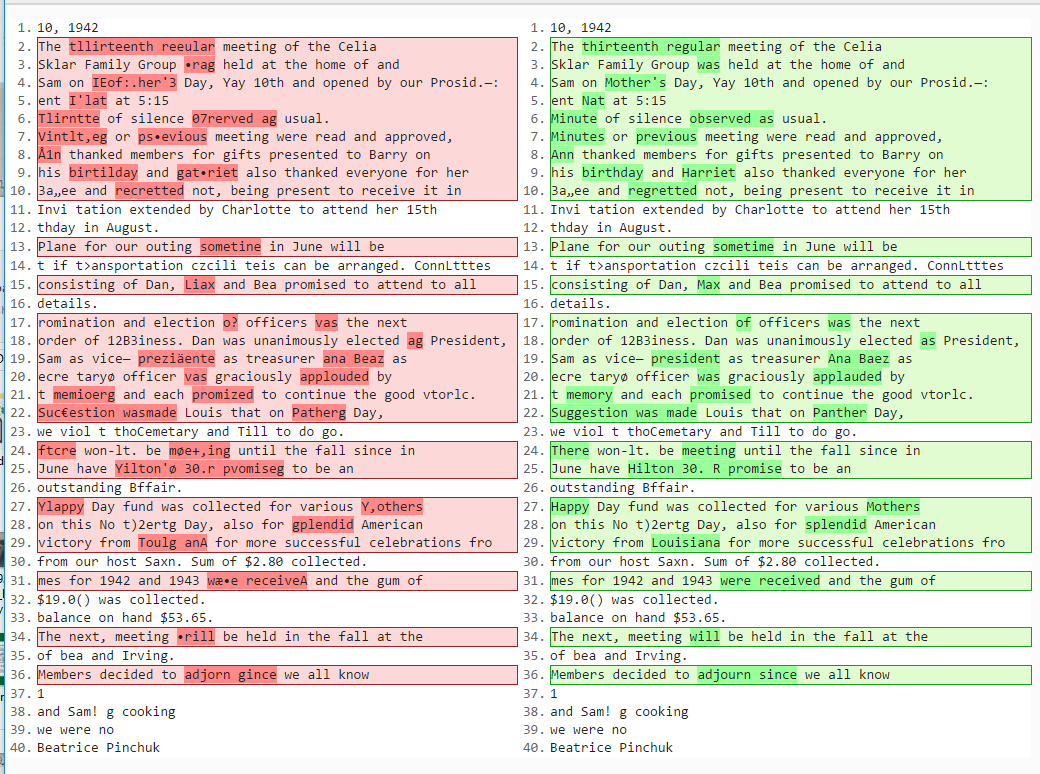 1. 10, 1942
2. The tllirteenth reeular meeting of the Celia
3. Sklar Family Group •rag held at the home of and
4. Sam on IEof:.her'3 Day, Yay 10th and opened by our Prosid.—:
5. ent I'lat at 5:15
6. Tlirntte of silence 07rerved ag usual.
7. Vintlt,eg or ps•evious meeting were read and approved,
8. Å1n thanked members for gifts presented to Barry on
9. his birtilday and gat•riet also thanked everyone for her
10. 3a„ee and recretted not, being present to receive it in
11. Invi tation extended by Charlotte to attend her 15th
12. thday in August.
13. Plane for our outing sometine in June will be
14. t if t>ansportation czcili teis can be arranged. ConnLtttes
15. consisting of Dan, Liax and Bea promised to attend to all
16. details.
17. romination and election o? officers vas the next
18. order of 12B3iness. Dan was unanimously elected ag President,
19. Sam as vice— preziäente as treasurer ana Beaz as
20. ecre taryø officer vas graciously applouded by
21. t memioerg and each promized to continue the good vtorlc.
22. Suc€estion wasmade Louis that on Patherg Day,
23. we viol t thoCemetary and Till to do go.
24. ftcre won-lt. be møe+,ing until the fall since in
25. June have Yilton'ø 30.r pvomiseg to be an
26. outstanding Bffair.
27. Ylappy Day fund was collected for various Y,others
28. on this No t)2ertg Day, also for gplendid American
29. victory from Toulg anA for more successful celebrations fro
30. from our host Saxn. Sum of $2.80 collected.
31. mes for 1942 and 1943 wæ•e receiveA and the gum of
32. $19.0() was collected.
33. balance on hand $53.65.
34. The next, meeting •rill be held in the fall at the
35. of bea and Irving.
36. Members decided to adjorn gince we all know
37. 1
38. and Sam! g cooking
39. we were no
40. Beatrice Pinchuk
1. 10, 1942
2. The thirteenth regular meeting of the Celia
3. Sklar Family Group was held at the home of and
4. Sam on Mother's Day, Yay 10th and opened by our Prosid.—:
5. ent Nat at 5:15
6. Minute of silence observed as usual.
7. Minutes or previous meeting were read and approved,
8. Ann thanked members for gifts presented to Barry on
9. his birthday and Harriet also thanked everyone for her
10. 3a„ee and regretted not, being present to receive it in
11. Invi tation extended by Charlotte to attend her 15th
12. thday in August.
13. Plane for our outing sometime in June will be
14. t if t>ansportation czcili teis can be arranged. ConnLtttes
15. consisting of Dan, Max and Bea promised to attend to all
16. details.
17. romination and election of officers was the next
18. order of 12B3iness. Dan was unanimously elected as President,
19. Sam as vice— president as treasurer Ana Baez as
20. ecre taryø officer was graciously applauded by
21. t memory and each promised to continue the good vtorlc.
22. Suggestion was made Louis that on Panther Day,
23. we viol t thoCemetary and Till to do go.
24. There won-lt. be meeting until the fall since in
25. June have Hilton 30. R promise to be an
26. outstanding Bffair.
27. Happy Day fund was collected for various Mothers
28. on this No t)2ertg Day, also for splendid American
29. victory from Louisiana for more successful celebrations fro
30. from our host Saxn. Sum of $2.80 collected.
31. mes for 1942 and 1943 were received and the gum of
32. $19.0() was collected.
33. balance on hand $53.65.
34. The next, meeting will be held in the fall at the
35. of bea and Irving.
36. Members decided to adjourn since we all know
37. 1
38. and Sam! g cooking
39. we were no
40. Beatrice Pinchuk